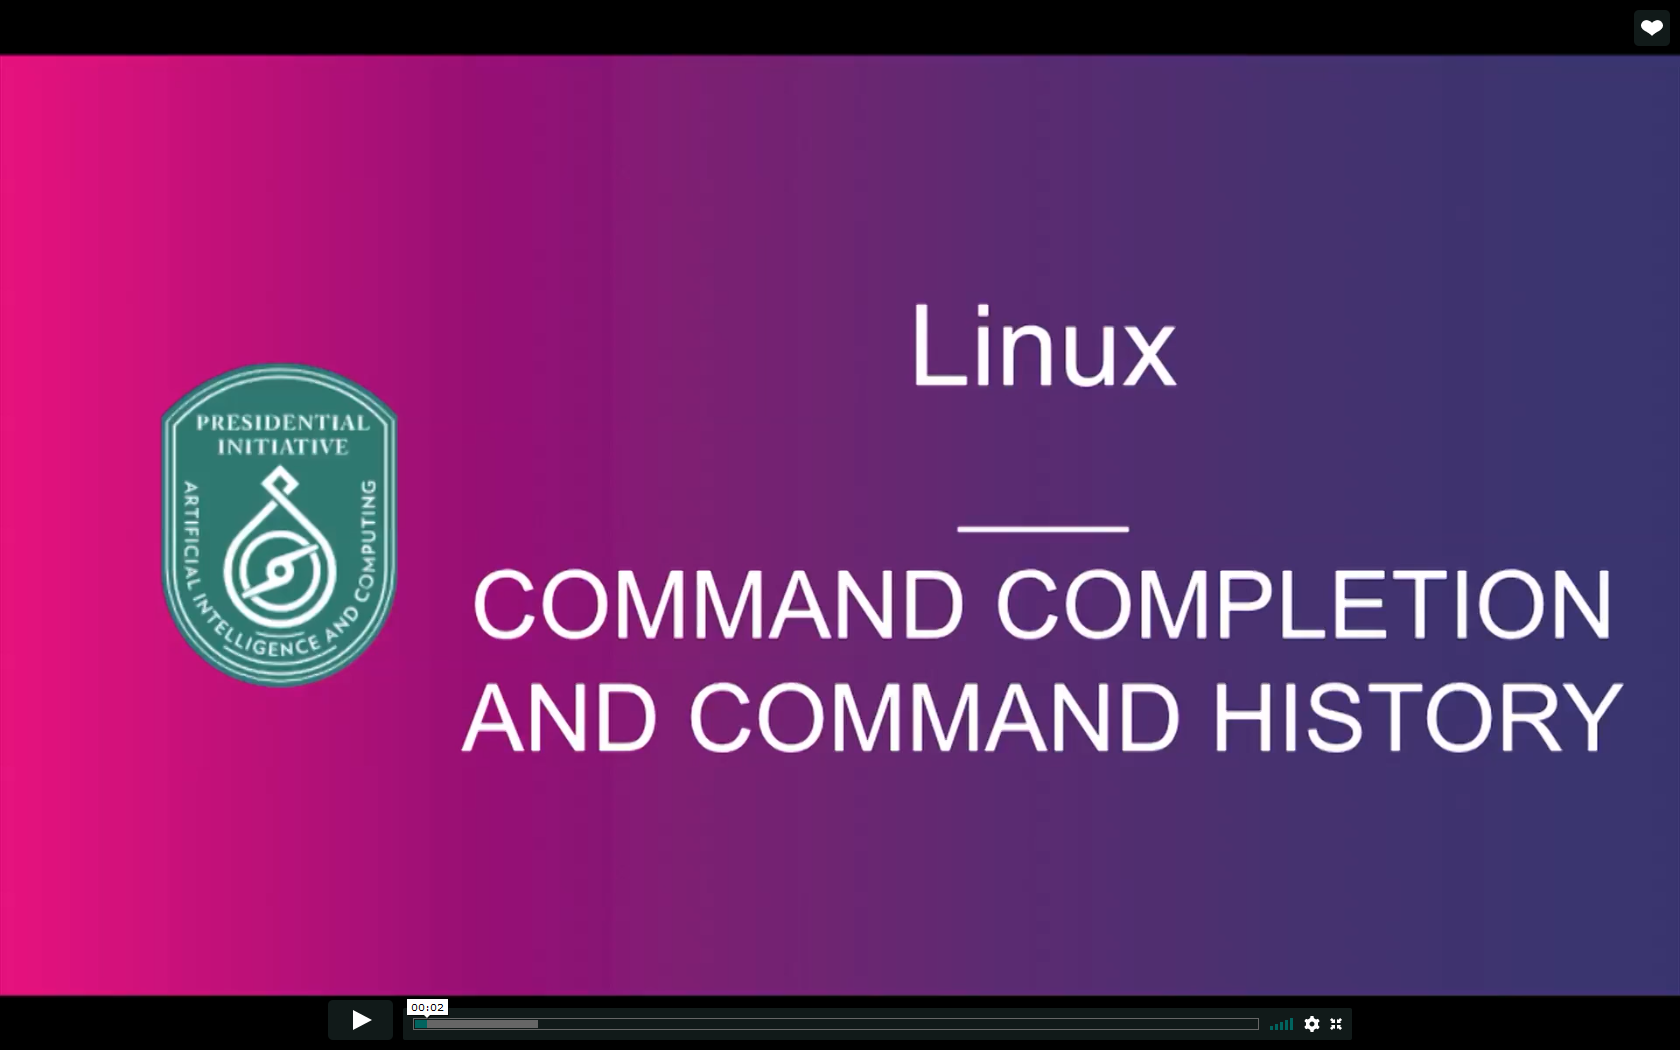 Linux
PRESIDENTIAL
INITIATIVE
ARTIFICIAL INTELLIGENCE AND COMPUTING
COMMAND COMPLETION
AND COMMAND HISTORY
00:02